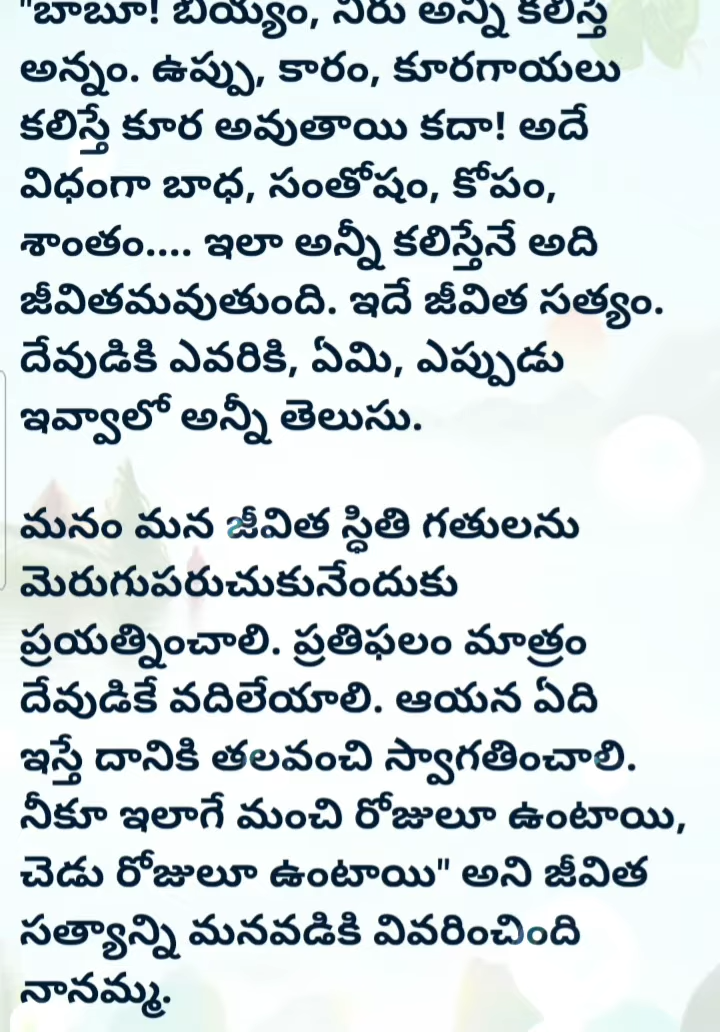 "బాబూ! బియ్యం, నీరు అన్నీ కలిస్తే
అన్నం. ఉప్పు, కారం, కూరగాయలు
కలిస్తే కూర అవుతాయి కదా! అదే
విధంగా బాధ, సంతోషం, కోపం,
శాంతం.... ఇలా అన్నీ కలిస్తేనే అది
జీవితమవుతుంది. ఇదే జీవిత సత్యం.
దేవుడికి ఎవరికి, ఏమి, ఎప్పుడు
ఇవ్వాలో అన్నీ తెలుసు.
మనం మన జీవిత స్థితి గతులను
మెరుగుపరుచుకునేందుకు
ప్రయత్నించాలి. ప్రతిఫలం మాత్రం
దేవుడికే వదిలేయాలి. ఆయన ఏది
ఇస్తే దానికి తలవంచి స్వాగతించాలి.
నీకూ ఇలాగే మంచి రోజులూ ఉంటాయి,
చెడు రోజులూ ఉంటాయి" అని జీవిత
సత్యాన్ని మనవడికి వివరించింది
నానమ్మ.